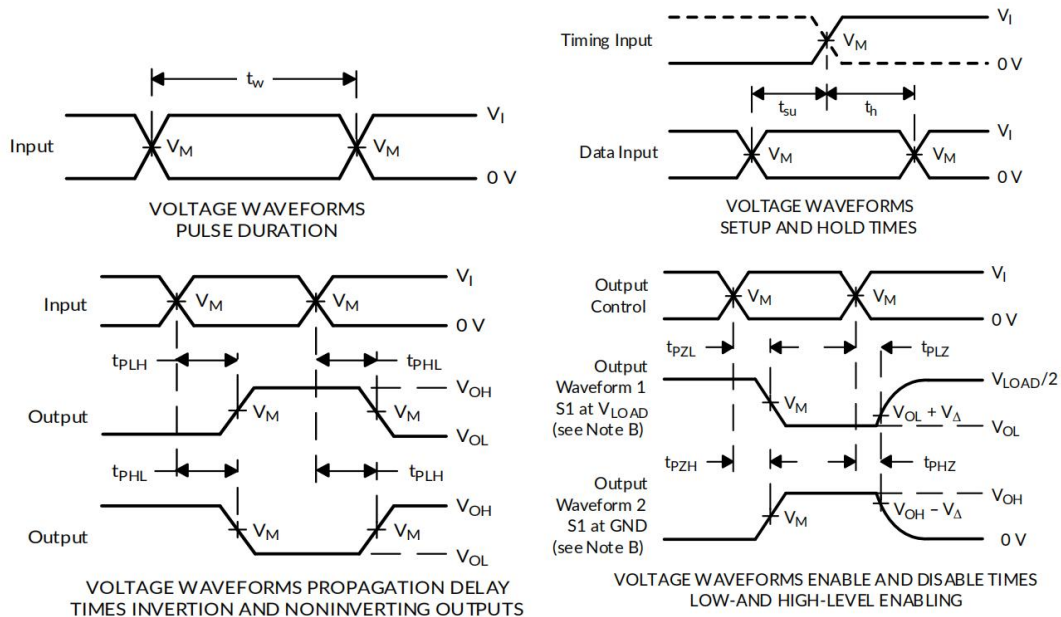 t_w
V_I
Input
V_M
V_M
0 V
VOLTAGE WAVEFORMS
PULSE DURATION
V_I
Timing Input
V_M
0 V
t_su
t_h
V_I
Data Input
V_M
V_M
0 V
VOLTAGE WAVEFORMS
SETUP AND HOLD TIMES
V_I
Input
V_M
V_M
0 V
t_PLH
t_PHL
V_OH
Output
V_M
V_M
V_OL
t_PHL
t_PLH
V_OH
Output
V_M
V_M
V_OL
VOLTAGE WAVEFORMS PROPAGATION DELAY
TIMES INVERTION AND NONINVERTING OUTPUTS
V_I
Output
Control
V_M
V_M
0 V
t_PZL
t_PLZ
Output
Waveform 1
S1 at V_LOAD
(see Note B)
V_LOAD/2
V_M
V_OL + V_Δ
V_OL
t_PZH
t_PHZ
Output
Waveform 2
S1 at GND
(see Note B)
V_OH
V_M
V_OH – V_Δ
0 V
VOLTAGE WAVEFORMS ENABLE AND DISABLE TIMES
LOW-AND HIGH-LEVEL ENABLING